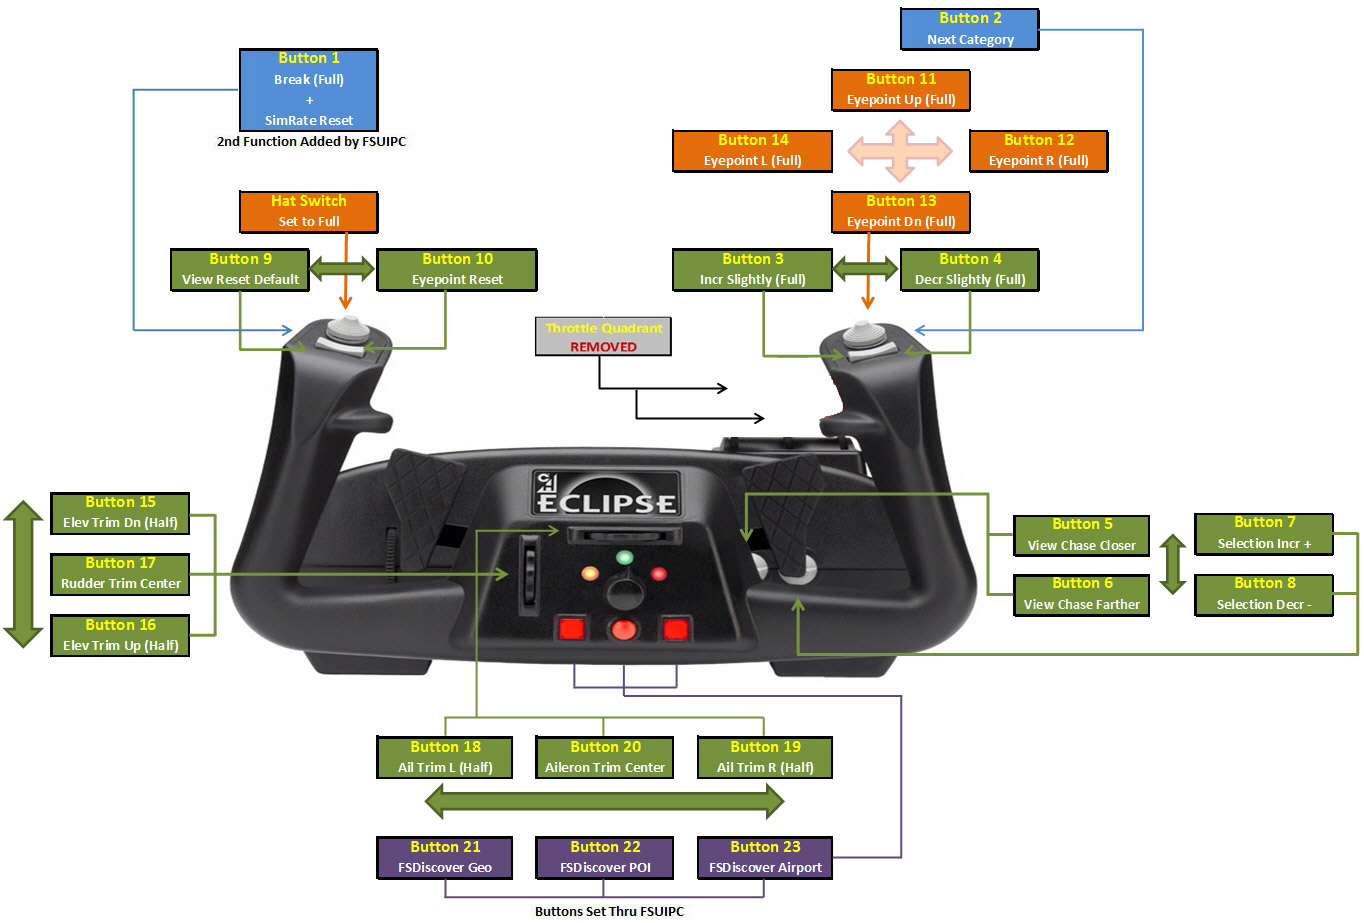 Button 2
Next Category
Button 1
Break (Full)
+
SimRate Reset
2nd Function Added by FSUIPC
Button 11
Eyepoint Up (Full)
Button 14
Eyepoint L (Full)
Button 12
Eyepoint R (Full)
Hat Switch
Set to Full
Button 13
Eyepoint Dn (Full)
Button 9
View Reset Default
Button 10
Eyepoint Reset
Button 3
Incr Slightly (Full)
Button 4
Decr Slightly (Full)
Throttle Quadrant
REMOVED
CH
ECLIPSE
Button 15
Elev Trim Dn (Half)
Button 17
Rudder Trim Center
Button 16
Elev Trim Up (Half)
Button 5
View Chase Closer
Button 7
Selection Incr +
Button 6
View Chase Farther
Button 8
Selection Decr -
Button 18
Ail Trim L (Half)
Button 20
Aileron Trim Center
Button 19
Ail Trim R (Half)
Button 21
FSDiscover Geo
Button 22
FSDiscover POI
Button 23
FSDiscover Airport
Buttons Set Thru FSUIPC